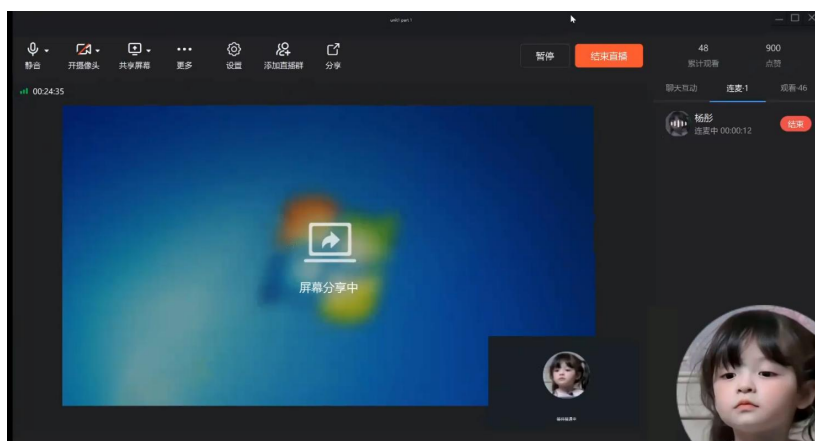 unit1 part 1
静音
开摄像头
共享屏幕
更多
设置
添加直播群
分享
暂停
结束直播
48
累计观看
900
点赞
00:24:35
聊天互动
连麦·1
观看·46
杨彤
连麦中 00:00:12
结束
屏幕分享中